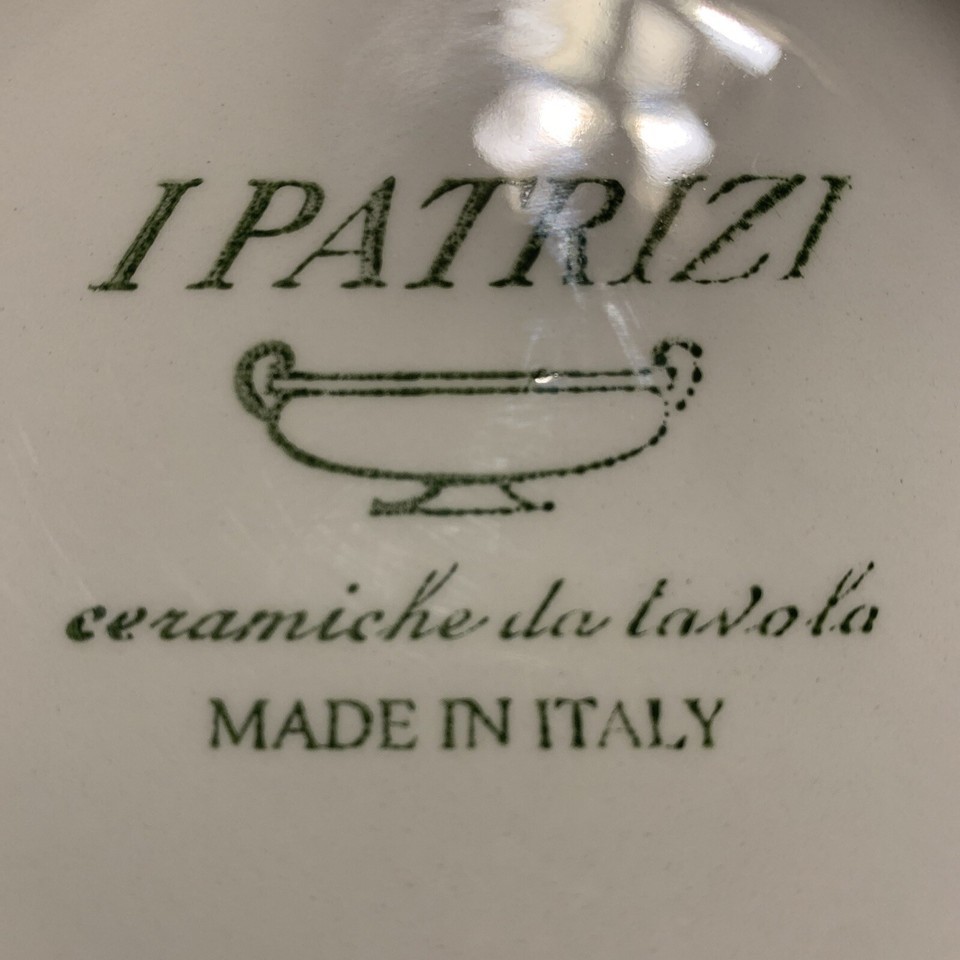 I PATRIZI
ceramiche da tavola
MADE IN ITALY